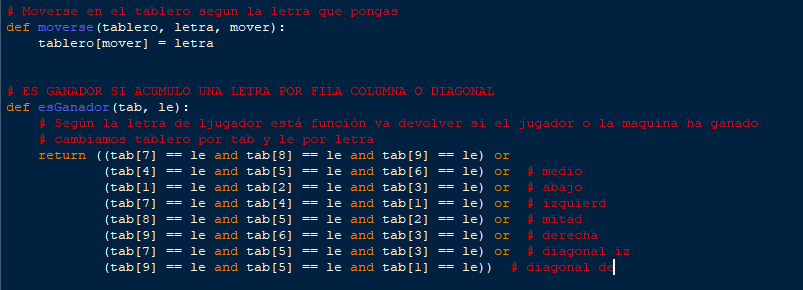 # Moverse en el tablero segun la letra que pongas
def moverse(tablero, letra, mover):
    tablero[mover] = letra
# ES GANADOR SI ACUMULO UNA LETRA POR FILA COLUMNA O DIAGONAL
def esGanador(tab, le):
    # Según la letra de ljugador está función va devolver si el jugador o la maquina ha ganado
    # cambiamos tablero por tab y le por letra
    return ((tab[7] == le and tab[8] == le and tab[9] == le) or
            (tab[4] == le and tab[5] == le and tab[6] == le) or  # medio
            (tab[1] == le and tab[2] == le and tab[3] == le) or  # abajo
            (tab[7] == le and tab[4] == le and tab[1] == le) or  # izquierd
            (tab[8] == le and tab[5] == le and tab[2] == le) or  # mitad
            (tab[9] == le and tab[6] == le and tab[3] == le) or  # derecha
            (tab[7] == le and tab[5] == le and tab[3] == le) or  # diagonal iz
            (tab[9] == le and tab[5] == le and tab[1] == le))  # diagonal de